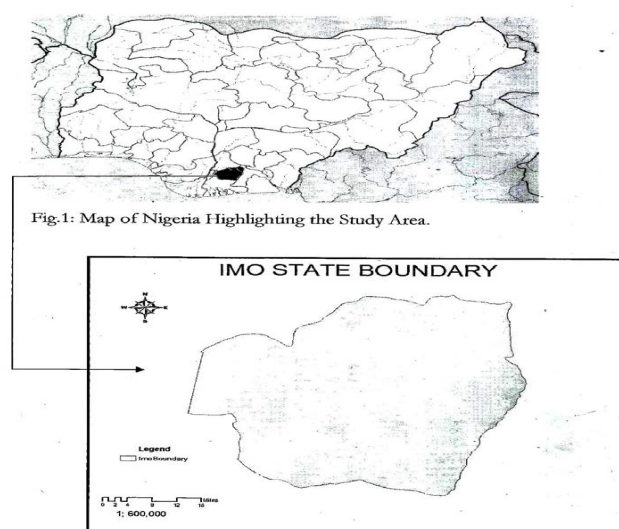 Fig.1: Map of Nigeria Highlighting the Study Area.
IMO STATE BOUNDARY
N
W E
S
Legend
Imo Boundary
0 2 4 8 12 16 Miles
1; 600,000